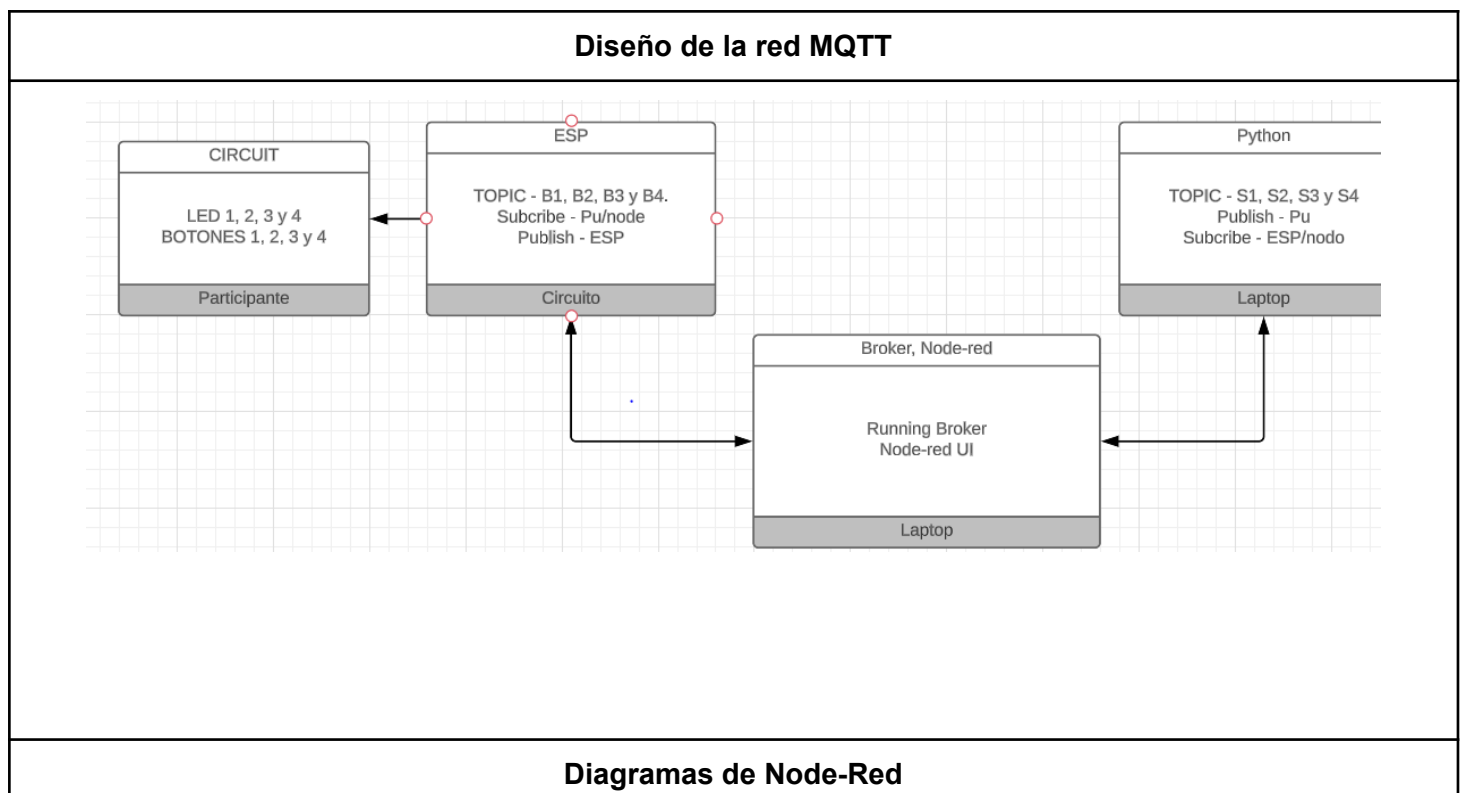 Diseño de la red MQTT
CIRCUIT
LED 1, 2, 3 y 4
BOTONES 1, 2, 3 y 4
Participante
ESP
TOPIC - B1, B2, B3 y B4.
Subcribe - Pu/node
Publish - ESP
Circuito
Python
TOPIC - S1, S2, S3 y S4
Publish - Pu
Subcribe - ESP/nodo
Laptop
Broker, Node-red
Running Broker
Node-red UI
Laptop
Diagramas de Node-Red